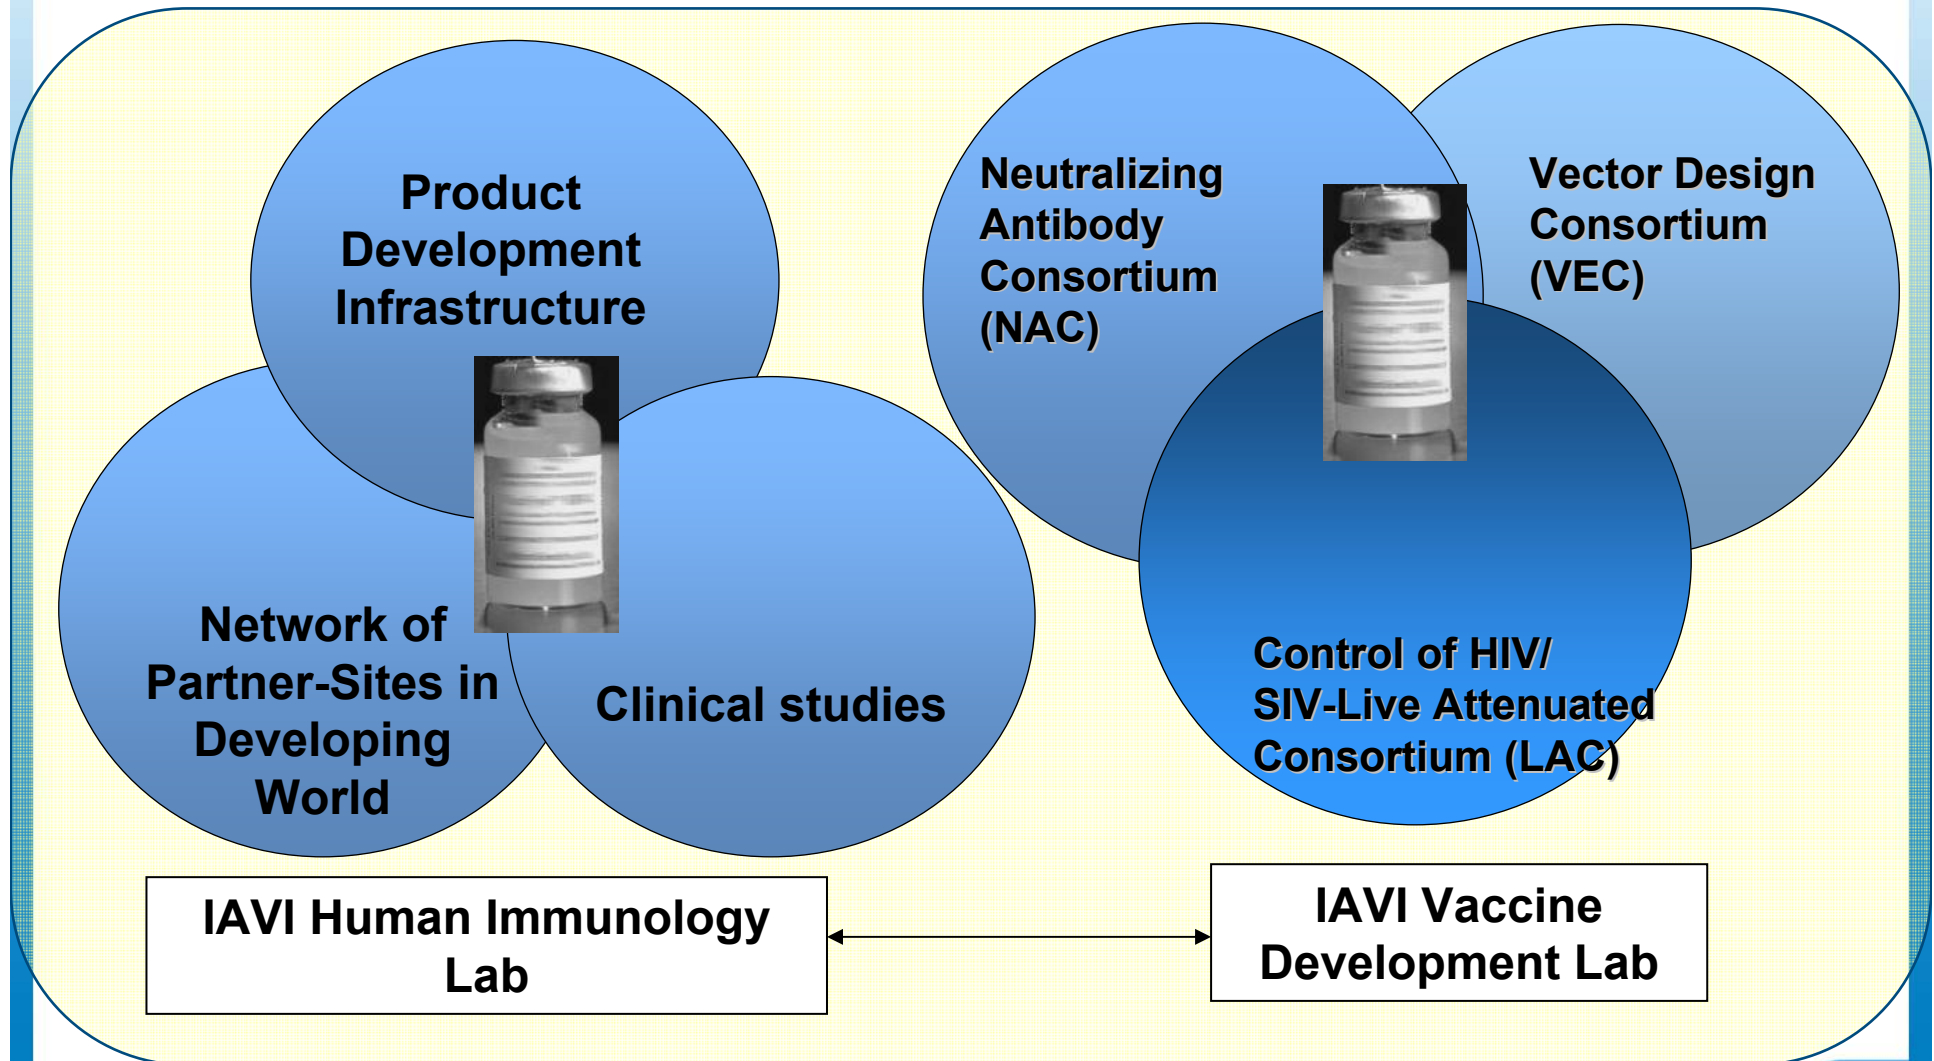 Product
Development
Infrastructure
Network of
Partner-Sites in
Developing
World
Clinical studies
Neutralizing
Antibody
Consortium
(NAC)
Vector Design
Consortium
(VEC)
Control of HIV/
SIV-Live Attenuated
Consortium (LAC)
IAVI Human Immunology
Lab
IAVI Vaccine
Development Lab